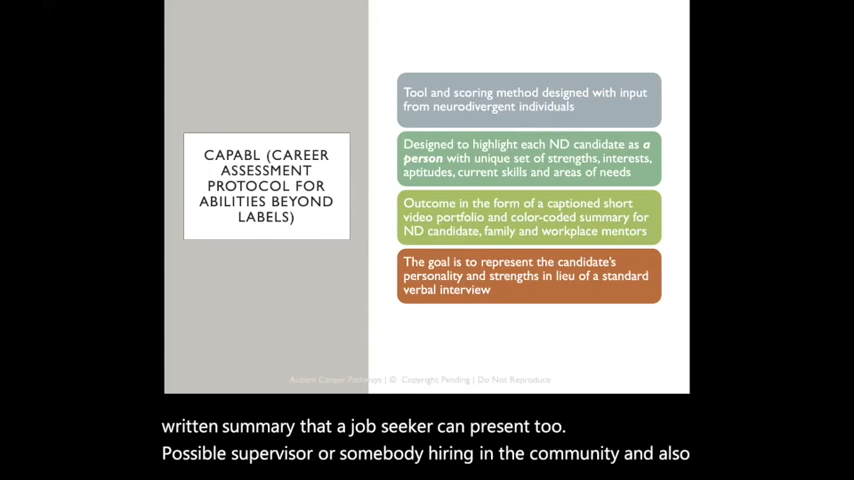 CAPABL (CAREER
ASSESSMENT
PROTOCOL FOR
ABILITIES BEYOND
LABELS)
Tool and scoring method designed with input
from neurodivergent individuals
Designed to highlight each ND candidate as a
person with unique set of strengths, interests,
aptitudes, current skills and areas of needs
Outcome in the form of a captioned short
video portfolio and color-coded summary for
ND candidate, family and workplace mentors
The goal is to represent the candidate's
personality and strengths in lieu of a standard
verbal interview
Autism Career Pathways | © Copyright Pending | Do Not Reproduce
written summary that a job seeker can present too.
Possible supervisor or somebody hiring in the community and also